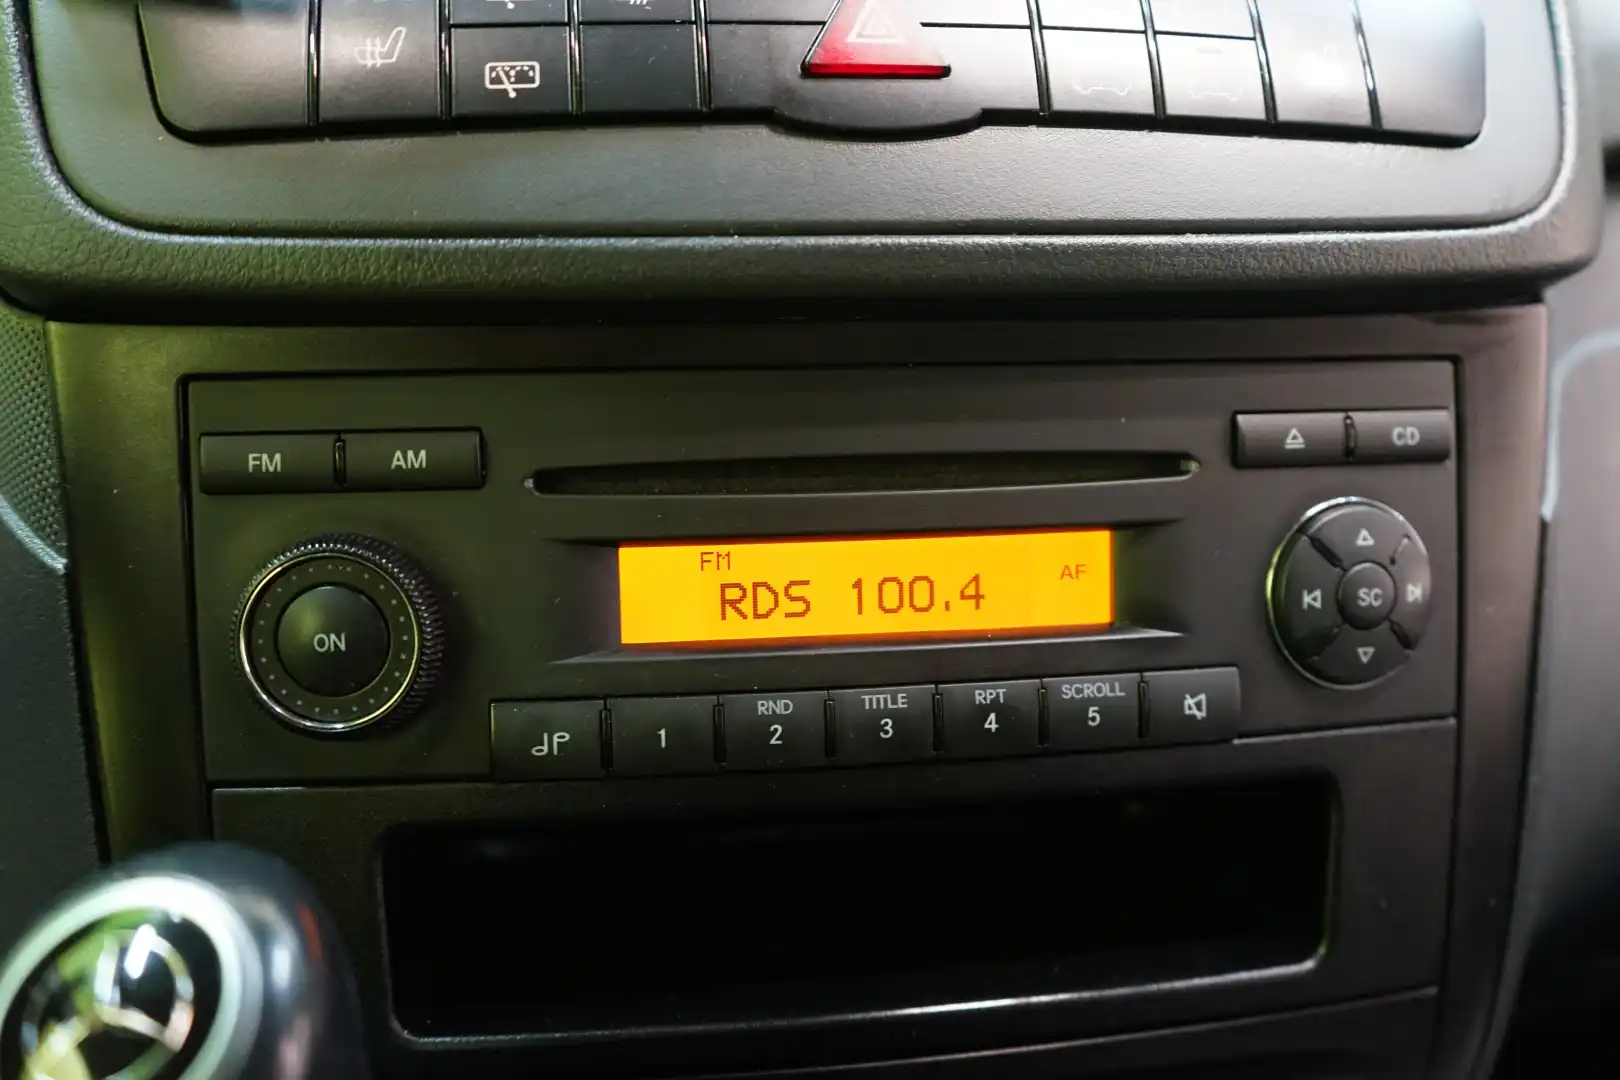 FM AM
CD
FM
RDS 100.4 AF
ON
SC
RND TITLE RPT SCROLL
1 2 3 4 5